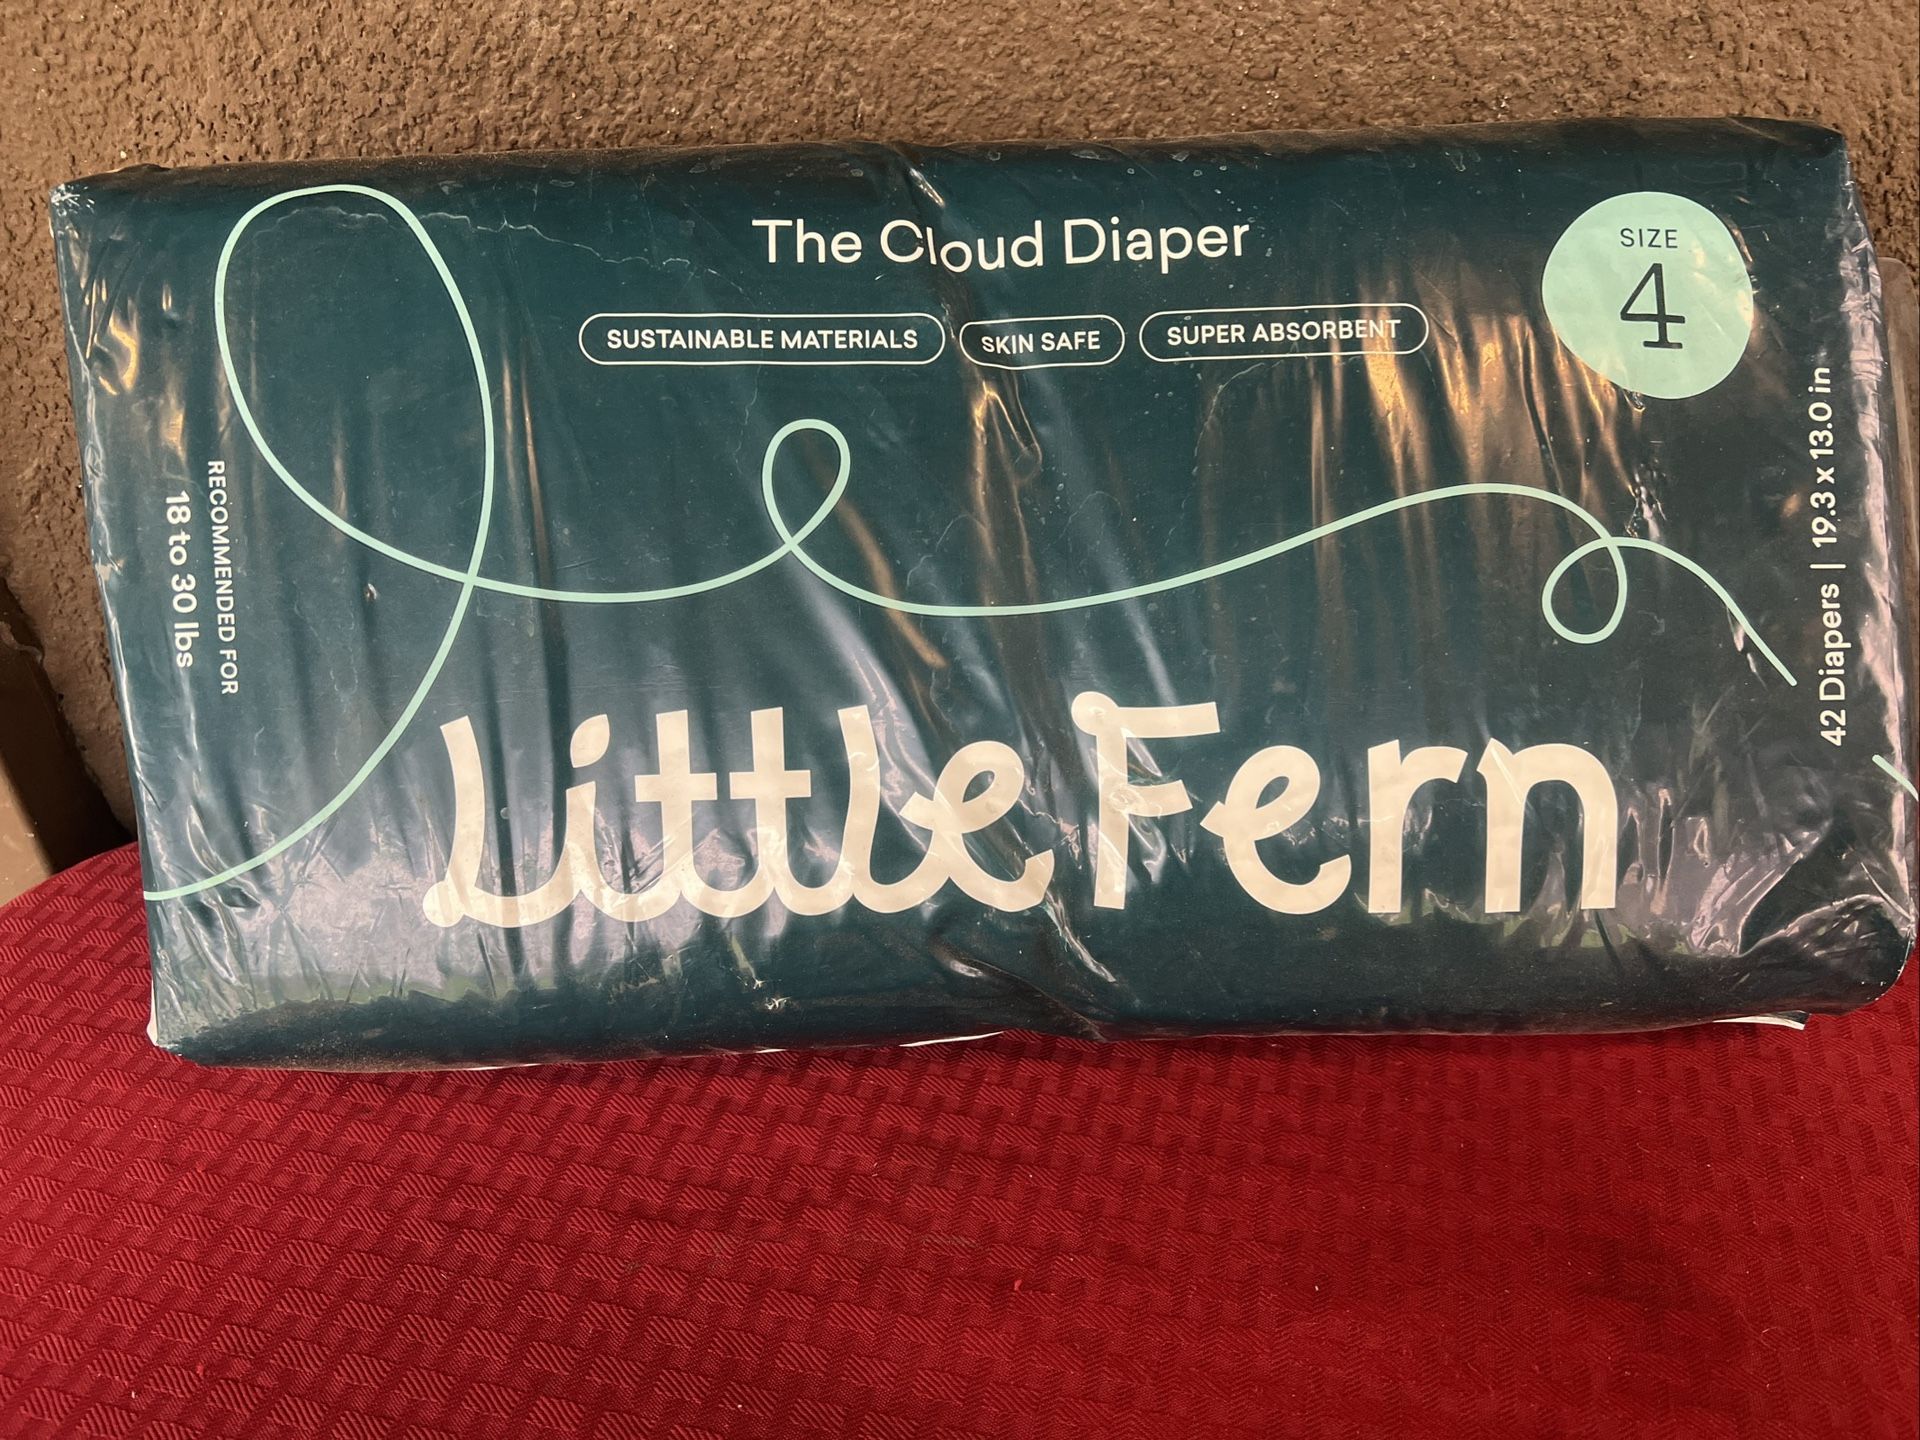 The Cloud Diaper
SUSTAINABLE MATERIALS
SKIN SAFE
SUPER ABSORBENT
SIZE
4
RECOMMENDED FOR
18 to 30 lbs
42 Diapers | 19.3 x 13.0 in
Little Fern